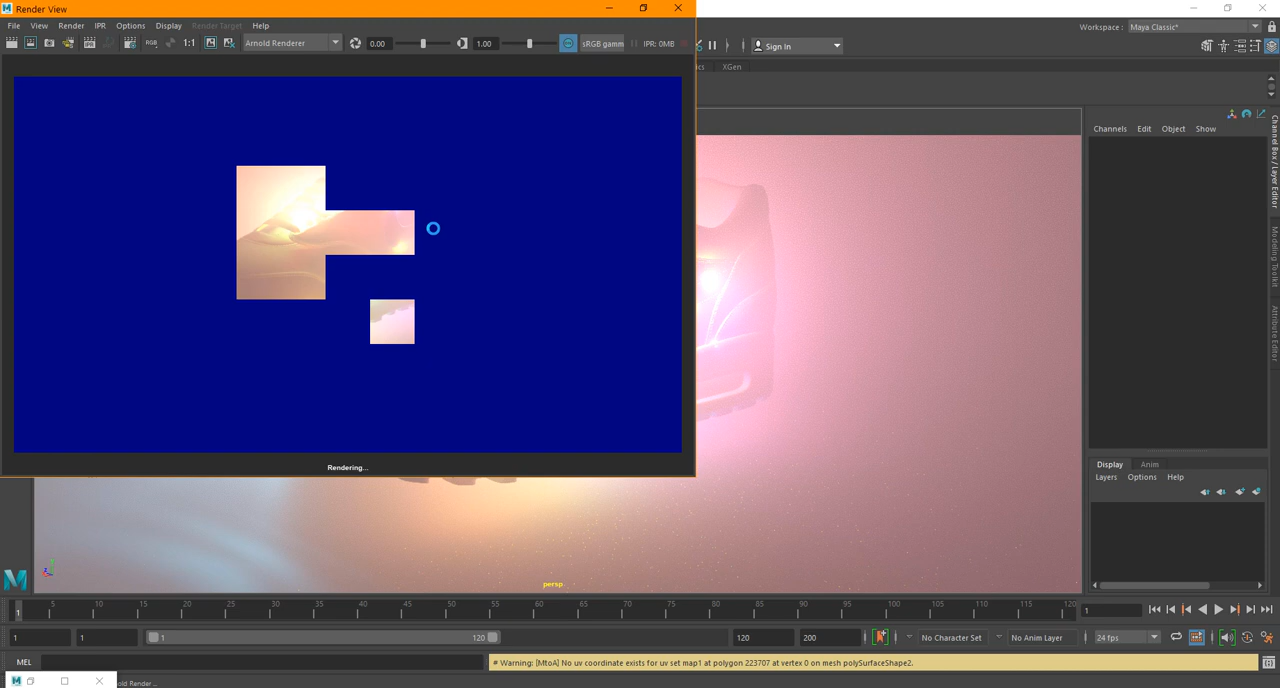 Render View
File View Render IPR Options Display Render Target Help
RGB 1:1 Arnold Renderer 0.00 1.00 sRGB gamm IPR: 0MB
Rendering...
Workspace : Maya Classic*
Sign In
ics XGen
Channels Edit Object Show
Channel Box / Layer Editor
Modeling Toolkit
Attribute Editor
Display Anim
Layers Options Help
persp
1 5 10 15 20 25 30 35 40 45 50 55 60 65 70 75 80 85 90 95 100 105 110 115 120 1
1 1 1 120 120 200 No Character Set No Anim Layer 24 fps
MEL # Warning: [MtoA] No uv coordinate exists for uv set map1 at polygon 223707 at vertex 0 on mesh polySurfaceShape2.
old Render ...